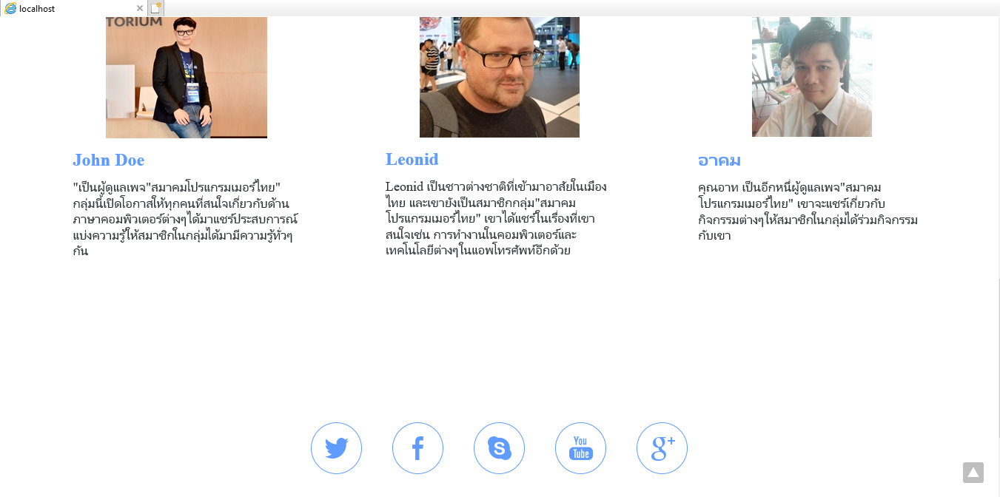 localhost
TORIUM
John Doe
"เป็นผู้ดูแลเพจ"สมาคมโปรแกรมเมอร์ไทย"
กลุ่มนี้เปิดโอกาสให้ทุกคนที่สนใจเกี่ยวกับด้าน
ภาษาคอมพิวเตอร์ต่างๆได้มาแชร์ประสบการณ์
แบ่งความรู้ให้สมาชิกในกลุ่มได้มามีความรู้ทั่วๆ
กัน
Leonid
Leonid เป็นชาวต่างชาติที่เข้ามาอาสัยในเมือง
ไทย และเขายังเป็นสมาชิกกลุ่ม"สมาคม
โปรแกรมเมอร์ไทย" เขาได้แชร์ในเรื่องที่เขา
สนใจเช่น การทำงานในคอมพิวเตอร์และ
เทคโนโลยีต่างๆในแอพโทรศัพท์อีกด้วย
อาคม
คุณอาท เป็นอีกหนึ่ผู้ดูแลเพจ"สมาคม
โปรแกรมเมอร์ไทย" เขาจะแชร์เกี่ยวกับ
กิจกรรมต่างๆให้สมาชิกในกลุ่มได้ร่วมกิจกรรม
กับเขา
You
Tube
g+